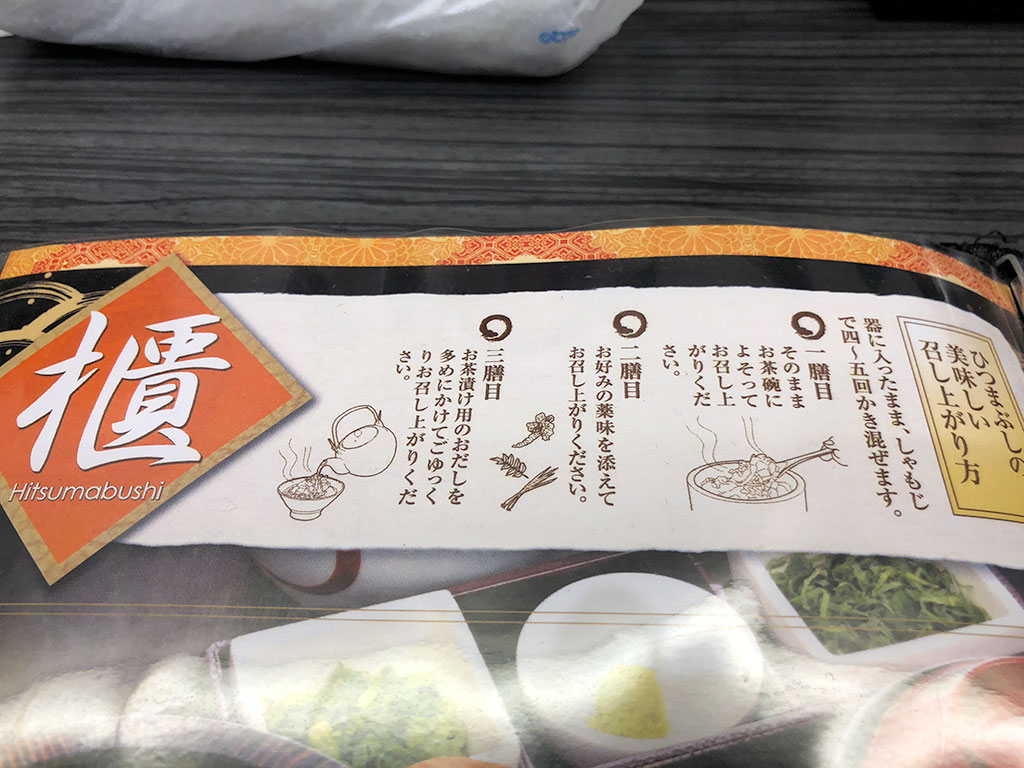 ひつまぶしの
美味しい
召し上がり方
器に入ったまま、しゃもじ
で四～五回かき混ぜます。
一膳目
そのまま
お茶碗に
よそって
お召し上
がりくだ
さい。
二膳目
お好みの薬味を添えて
お召し上がりください。
三膳目
お茶漬け用のおだしを
多めにかけてごゆっく
りお召し上がりくだ
さい。
櫃
Hitsumabushi